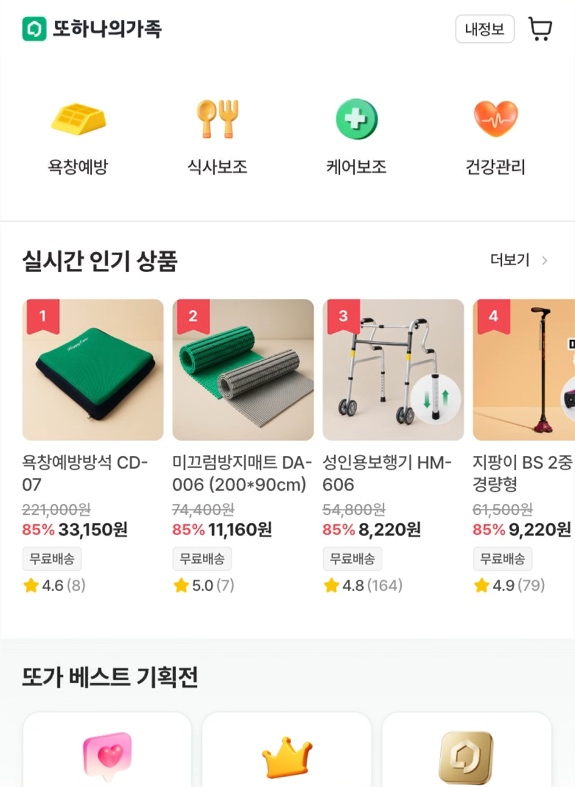 또하나의가족
내정보
욕창예방
식사보조
케어보조
건강관리
실시간 인기 상품
더보기
1
욕창예방방석 CD-
07
221,000원
85% 33,150원
무료배송
4.6 (8)
2
미끄럼방지매트 DA-
006 (200*90cm)
74,400원
85% 11,160원
무료배송
5.0 (7)
3
성인용보행기 HM-
606
54,800원
85% 8,220원
무료배송
4.8 (164)
4
지팡이 BS 2중
경량형
61,500원
85% 9,220원
무료배송
4.9 (79)
또가 베스트 기획전